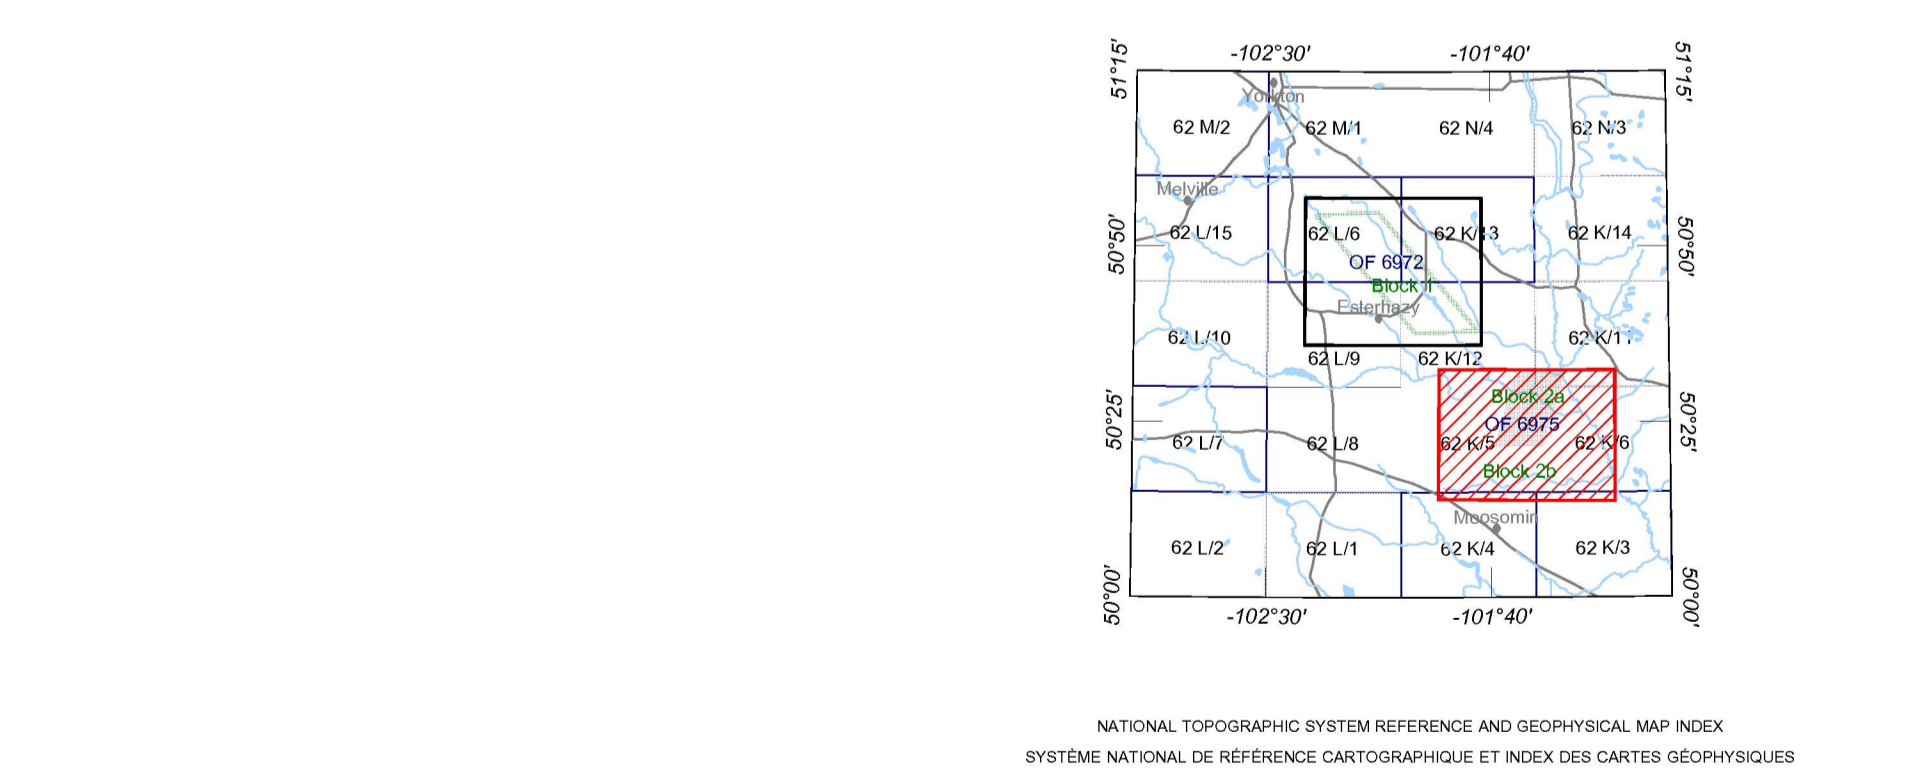 -102°30' -101°40'
51°15' 51°15'
Yorkton
62 M/2 62 M/1 62 N/4 62 N/3
Melville
62 L/15 62 L/6 62 K/13 62 K/14
50°50' 50°50'
OF 6972
Block 1
Esterhazy
62 L/10 62 K/11
62 L/9 62 K/12
Block 2a
50°25' OF 6975 50°25'
62 L/7 62 L/8 62 K/5 62 K/6
Block 2b
Moosomin
62 L/2 62 L/1 62 K/4 62 K/3
50°00' 50°00'
-102°30' -101°40'
NATIONAL TOPOGRAPHIC SYSTEM REFERENCE AND GEOPHYSICAL MAP INDEX
SYSTÈME NATIONAL DE RÉFÉRENCE CARTOGRAPHIQUE ET INDEX DES CARTES GÉOPHYSIQUES